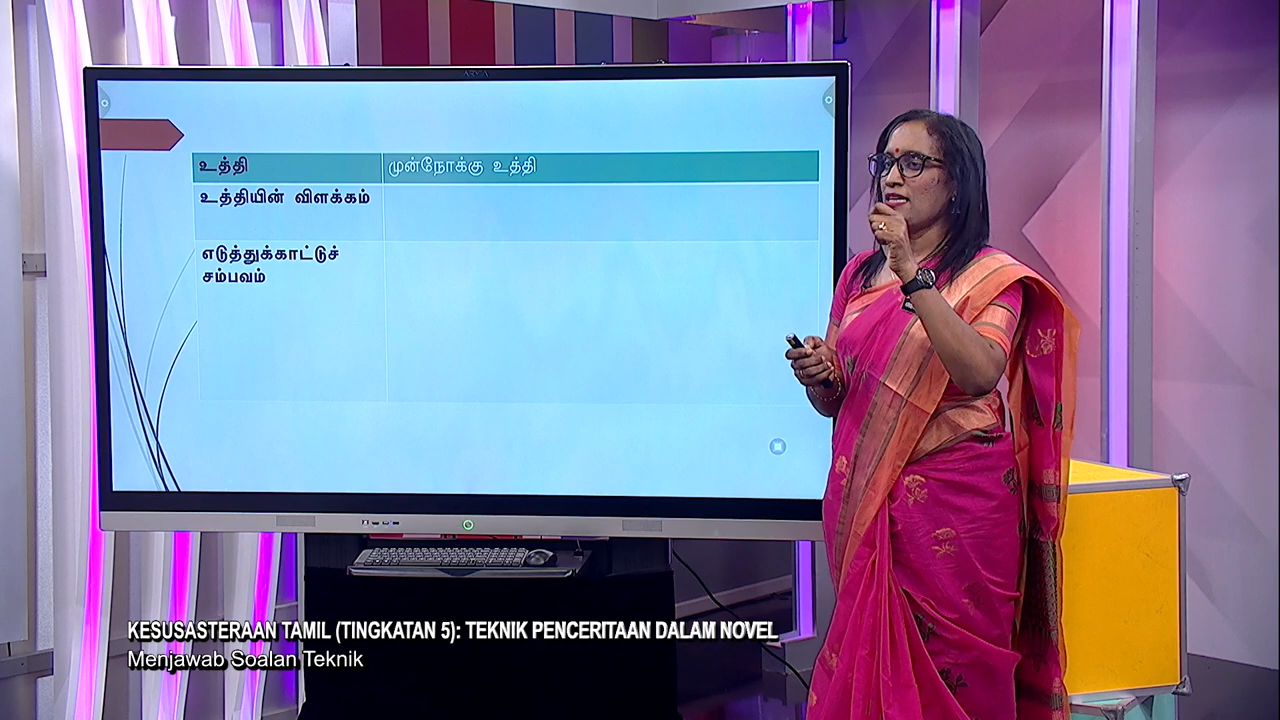 உத்தி முன்நோக்கு உத்தி
உத்தியின் விளக்கம்
எடுத்துக்காட்டுச்
சம்பவம்
KESUSASTERAAN TAMIL (TINGKATAN 5): TEKNIK PENCERITAAN DALAM NOVEL
Menjawab Soalan Teknik